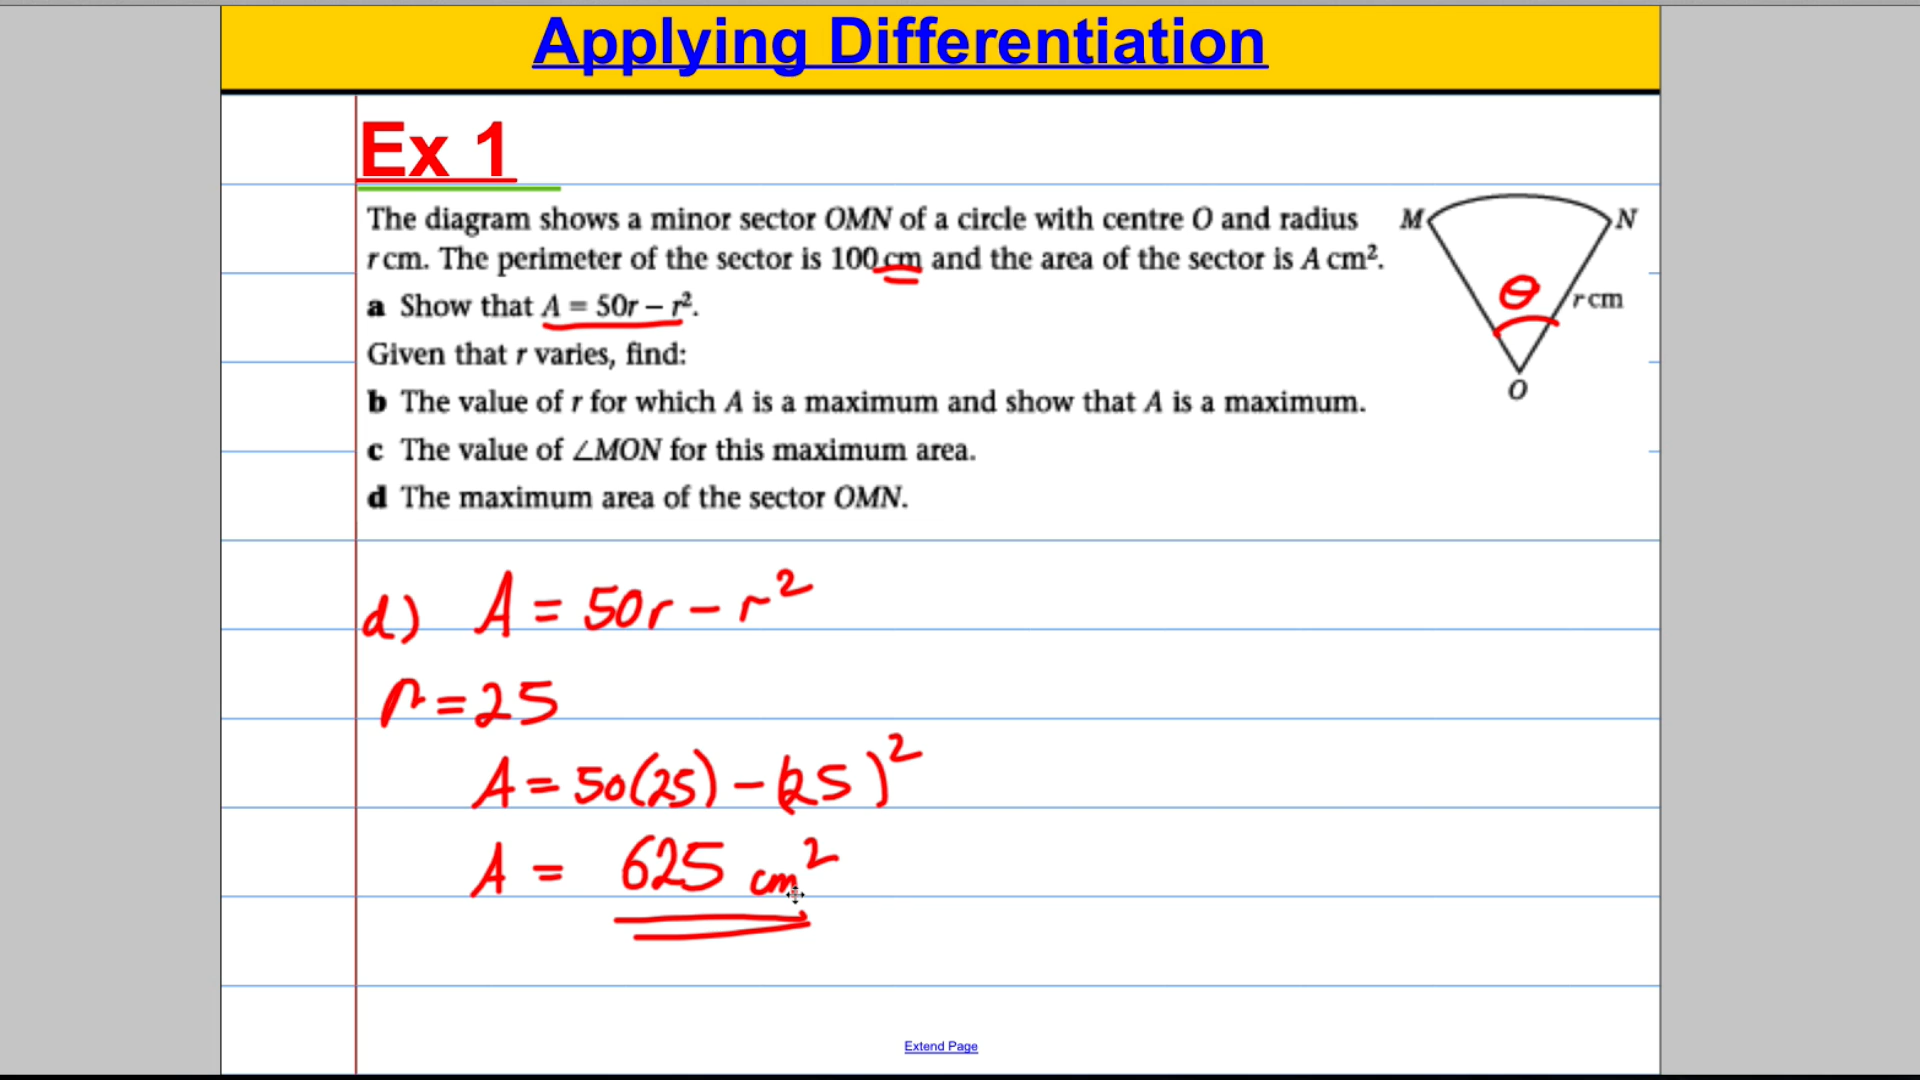 Applying Differentiation
Ex 1
The diagram shows a minor sector OMN of a circle with centre O and radius
r cm. The perimeter of the sector is 100 cm and the area of the sector is A cm².
a Show that A = 50r – r².
Given that r varies, find:
b The value of r for which A is a maximum and show that A is a maximum.
c The value of ∠MON for this maximum area.
d The maximum area of the sector OMN.
M
N
θ
r cm
O
d) A = 50r – r²
r = 25
A = 50(25) – (25)²
A = 625 cm²
Extend Page